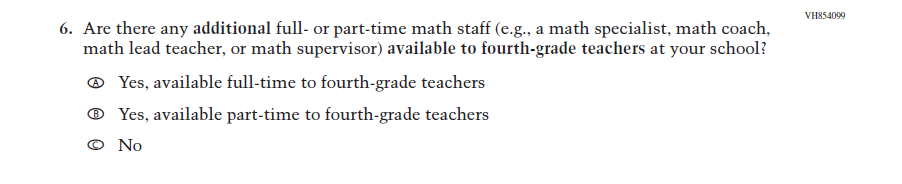 VH854099
6. Are there any additional full- or part-time math staff (e.g., a math specialist, math coach,
math lead teacher, or math supervisor) available to fourth-grade teachers at your school?
A Yes, available full-time to fourth-grade teachers
B Yes, available part-time to fourth-grade teachers
C No